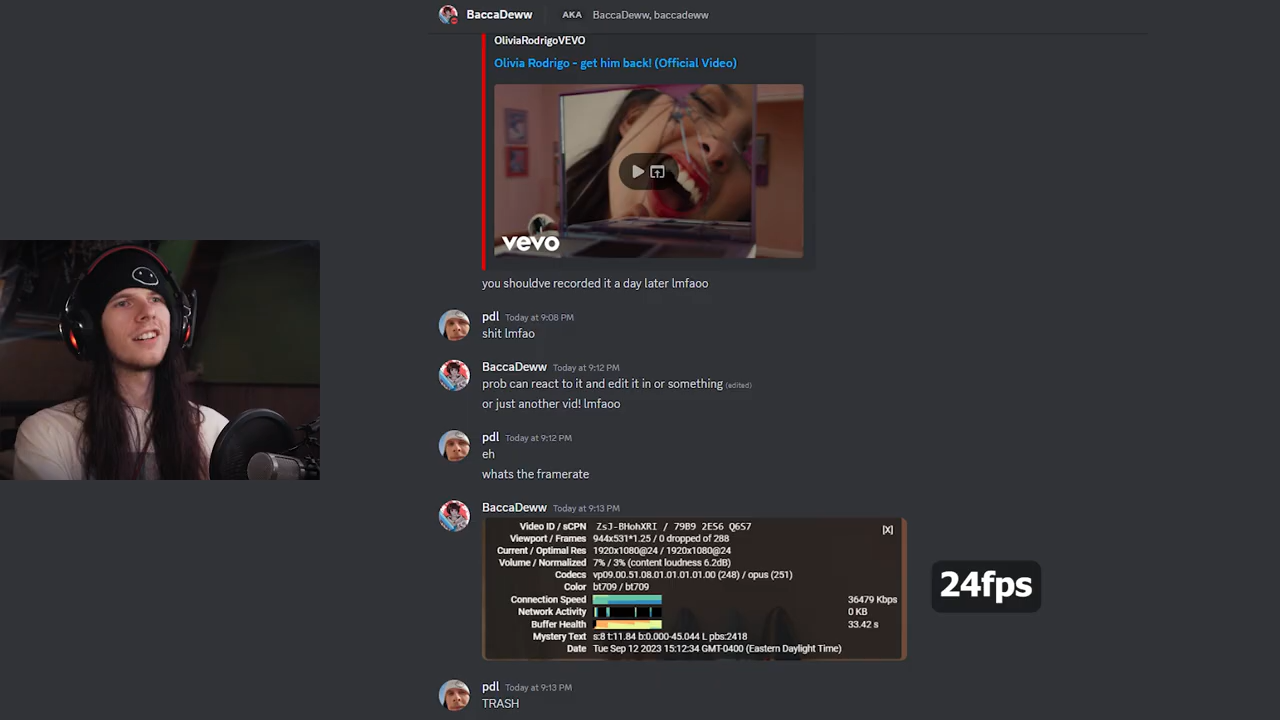 BaccaDeww AKA BaccaDeww, baccadeww
OliviaRodrigoVEVO
Olivia Rodrigo - get him back! (Official Video)
vevo
you shouldve recorded it a day later lmfaoo
pdl Today at 9:08 PM
shit lmfao
BaccaDeww Today at 9:12 PM
prob can react to it and edit it in or something (edited)
or just another vid! lmfaoo
pdl Today at 9:12 PM
eh
whats the framerate
BaccaDeww Today at 9:13 PM
Video ID / sCPN ZsJ-BHohXRI / 79B9 2ES6 Q6S7 [X]
Viewport / Frames 944x531*1.25 / 0 dropped of 288
Current / Optimal Res 1920x1080@24 / 1920x1080@24
Volume / Normalized 7% / 3% (content loudness 6.2dB)
Codecs vp09.00.51.08.01.01.01.01.00 (248) / opus (251)
Color bt709 / bt709
Connection Speed 36479 Kbps
Network Activity 0 KB
Buffer Health 33.42 s
Mystery Text s:8 t:11.84 b:0.000-45.044 L pbs:2418
Date Tue Sep 12 2023 15:12:34 GMT-0400 (Eastern Daylight Time)
24fps
pdl Today at 9:13 PM
TRASH